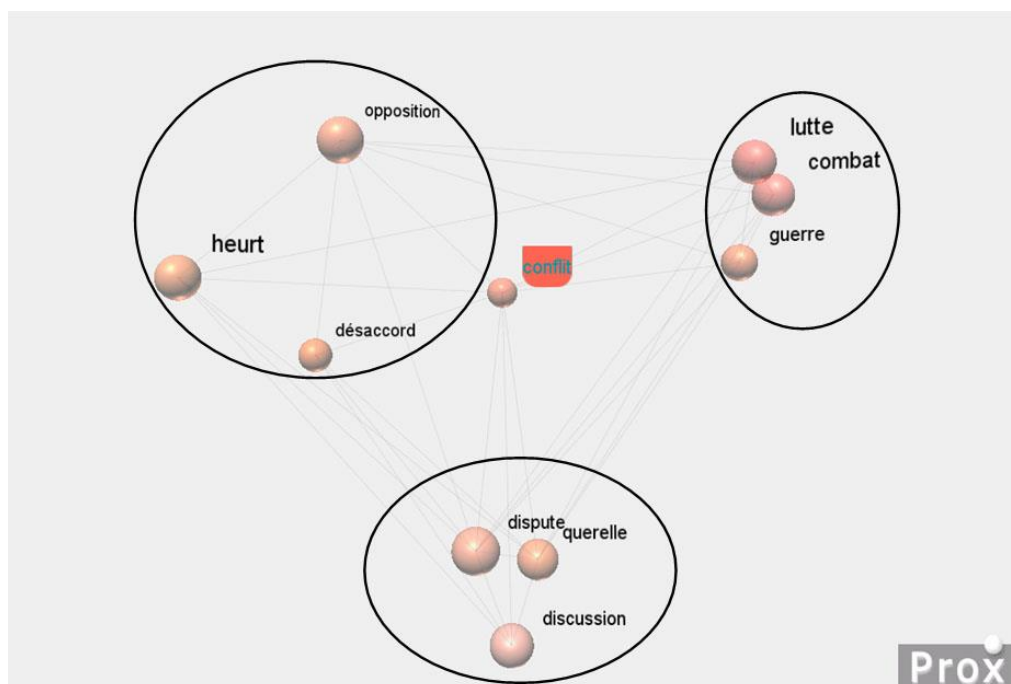 opposition
lutte
combat
heurt
guerre
conflit
désaccord
dispute
querelle
discussion
Prox